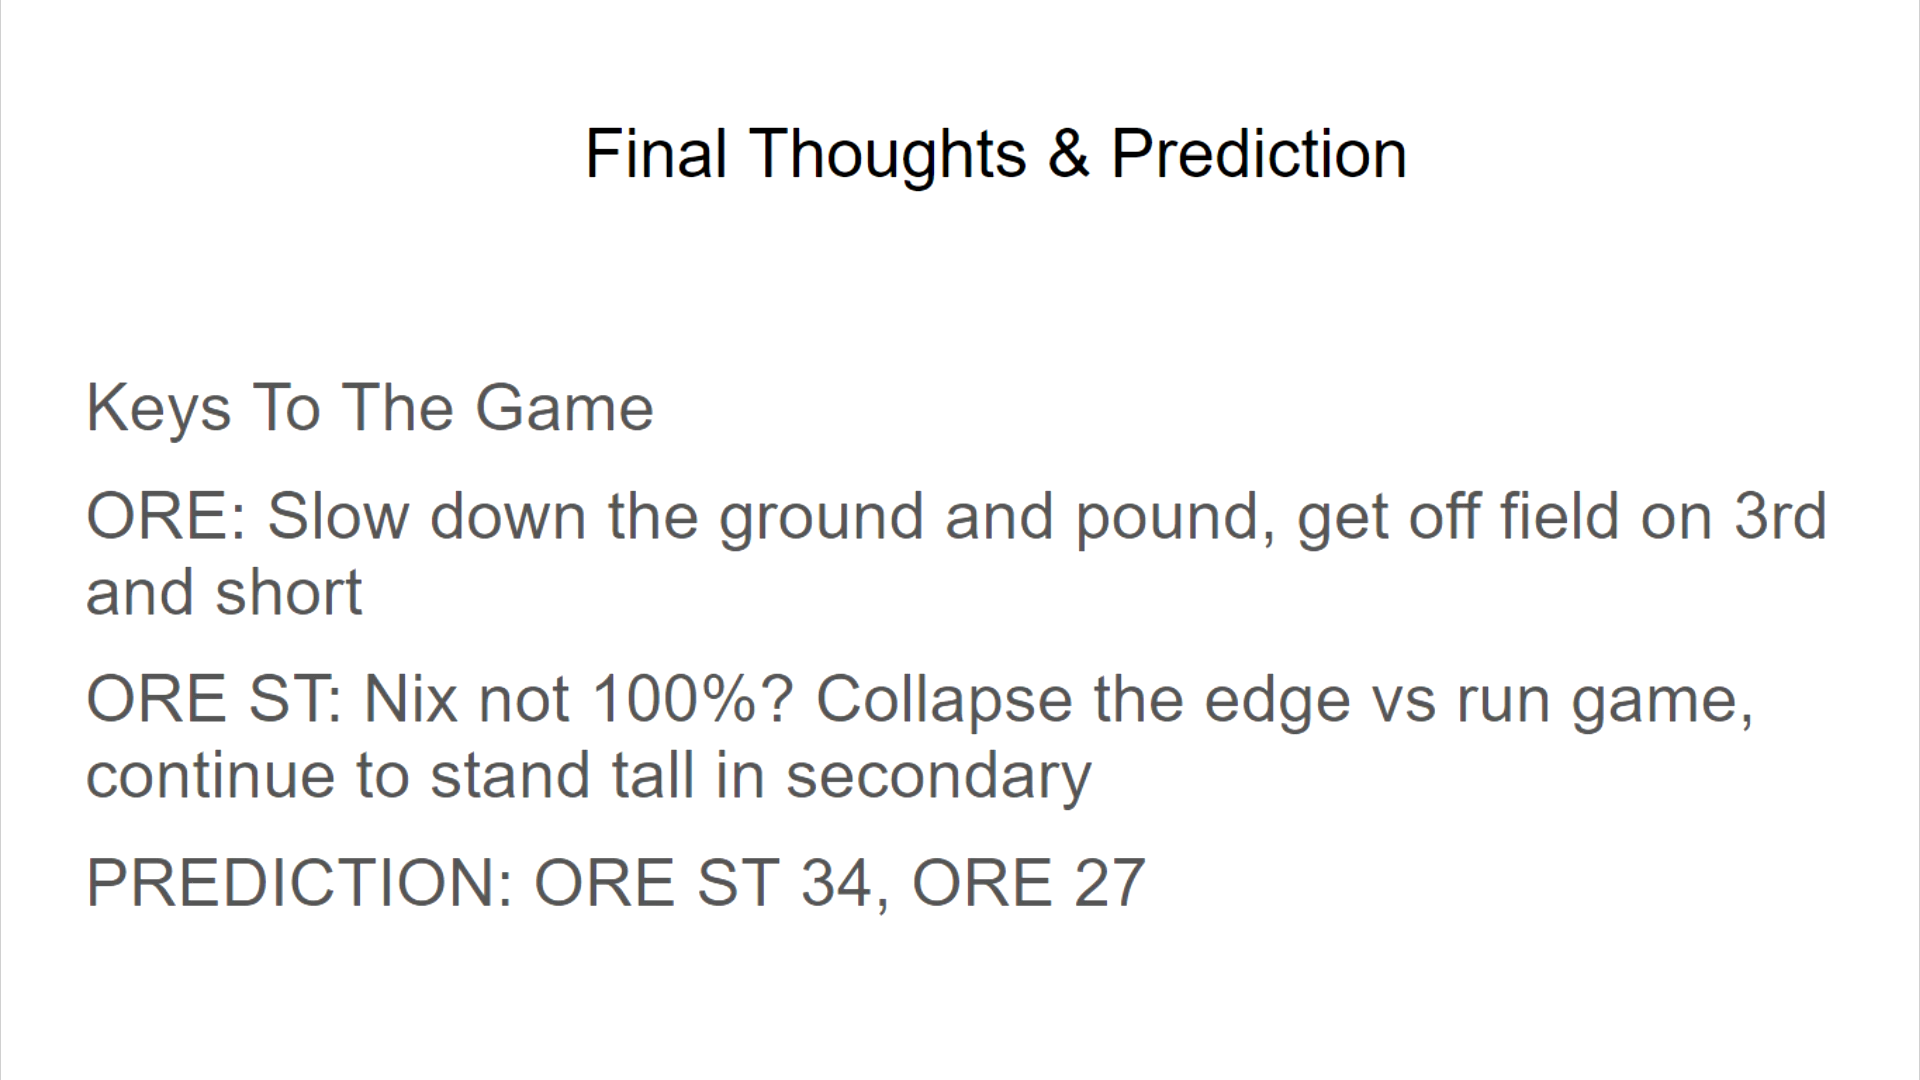 Final Thoughts & Prediction
Keys To The Game
ORE: Slow down the ground and pound, get off field on 3rd
and short
ORE ST: Nix not 100%? Collapse the edge vs run game,
continue to stand tall in secondary
PREDICTION: ORE ST 34, ORE 27